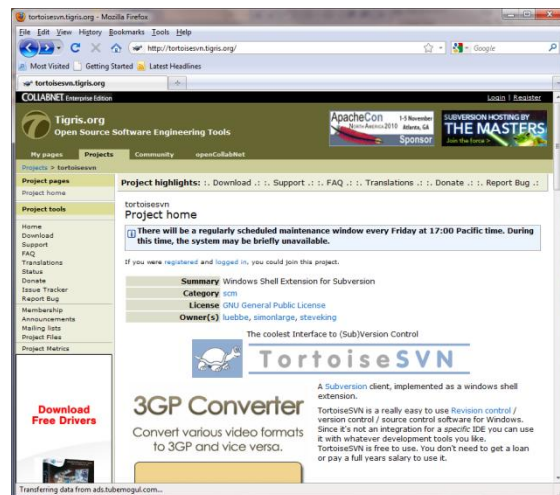 tortoisesvn.tigris.org - Mozilla Firefox
File Edit View History Bookmarks Tools Help
http://tortoisesvn.tigris.org/
Google
Most Visited Getting Started Latest Headlines
tortoisesvn.tigris.org
COLLABNET Enterprise Edition
Login | Register
Tigris.org
Open Source Software Engineering Tools
ApacheCon
North America 2010
1-5 November
Atlanta, GA
Sponsor
SUBVERSION HOSTING BY
THE MASTERS
Join the force >
My pages Projects Community openCollabNet
Projects > tortoisesvn
Project pages
Project home
Project tools
Home
Download
Support
FAQ
Translations
Status
Donate
Issue Tracker
Report Bug
Membership
Announcements
Mailing lists
Project Files
Project Metrics
Download
Free Drivers
Project highlights: :. Download .: :. Support .: :. FAQ .: :. Translations .: :. Donate .: :. Report Bug .:
tortoisesvn
Project home
There will be a regularly scheduled maintenance window every Friday at 17:00 Pacific time. During
this time, the system may be briefly unavailable.
If you were registered and logged in, you could join this project.
Summary Windows Shell Extension for Subversion
Category scm
License GNU General Public License
Owner(s) luebbe, simonlarge, steveking
The coolest Interface to (Sub)Version Control
TortoiseSVN
3GP Converter
Convert various video formats
to 3GP and vice versa.
A Subversion client, implemented as a windows shell
extension.
TortoiseSVN is a really easy to use Revision control /
version control / source control software for Windows.
Since it's not an integration for a specific IDE you can use
it with whatever development tools you like.
TortoiseSVN is free to use. You don't need to get a loan
or pay a full years salary to use it.
Transferring data from ads.tubemogul.com...